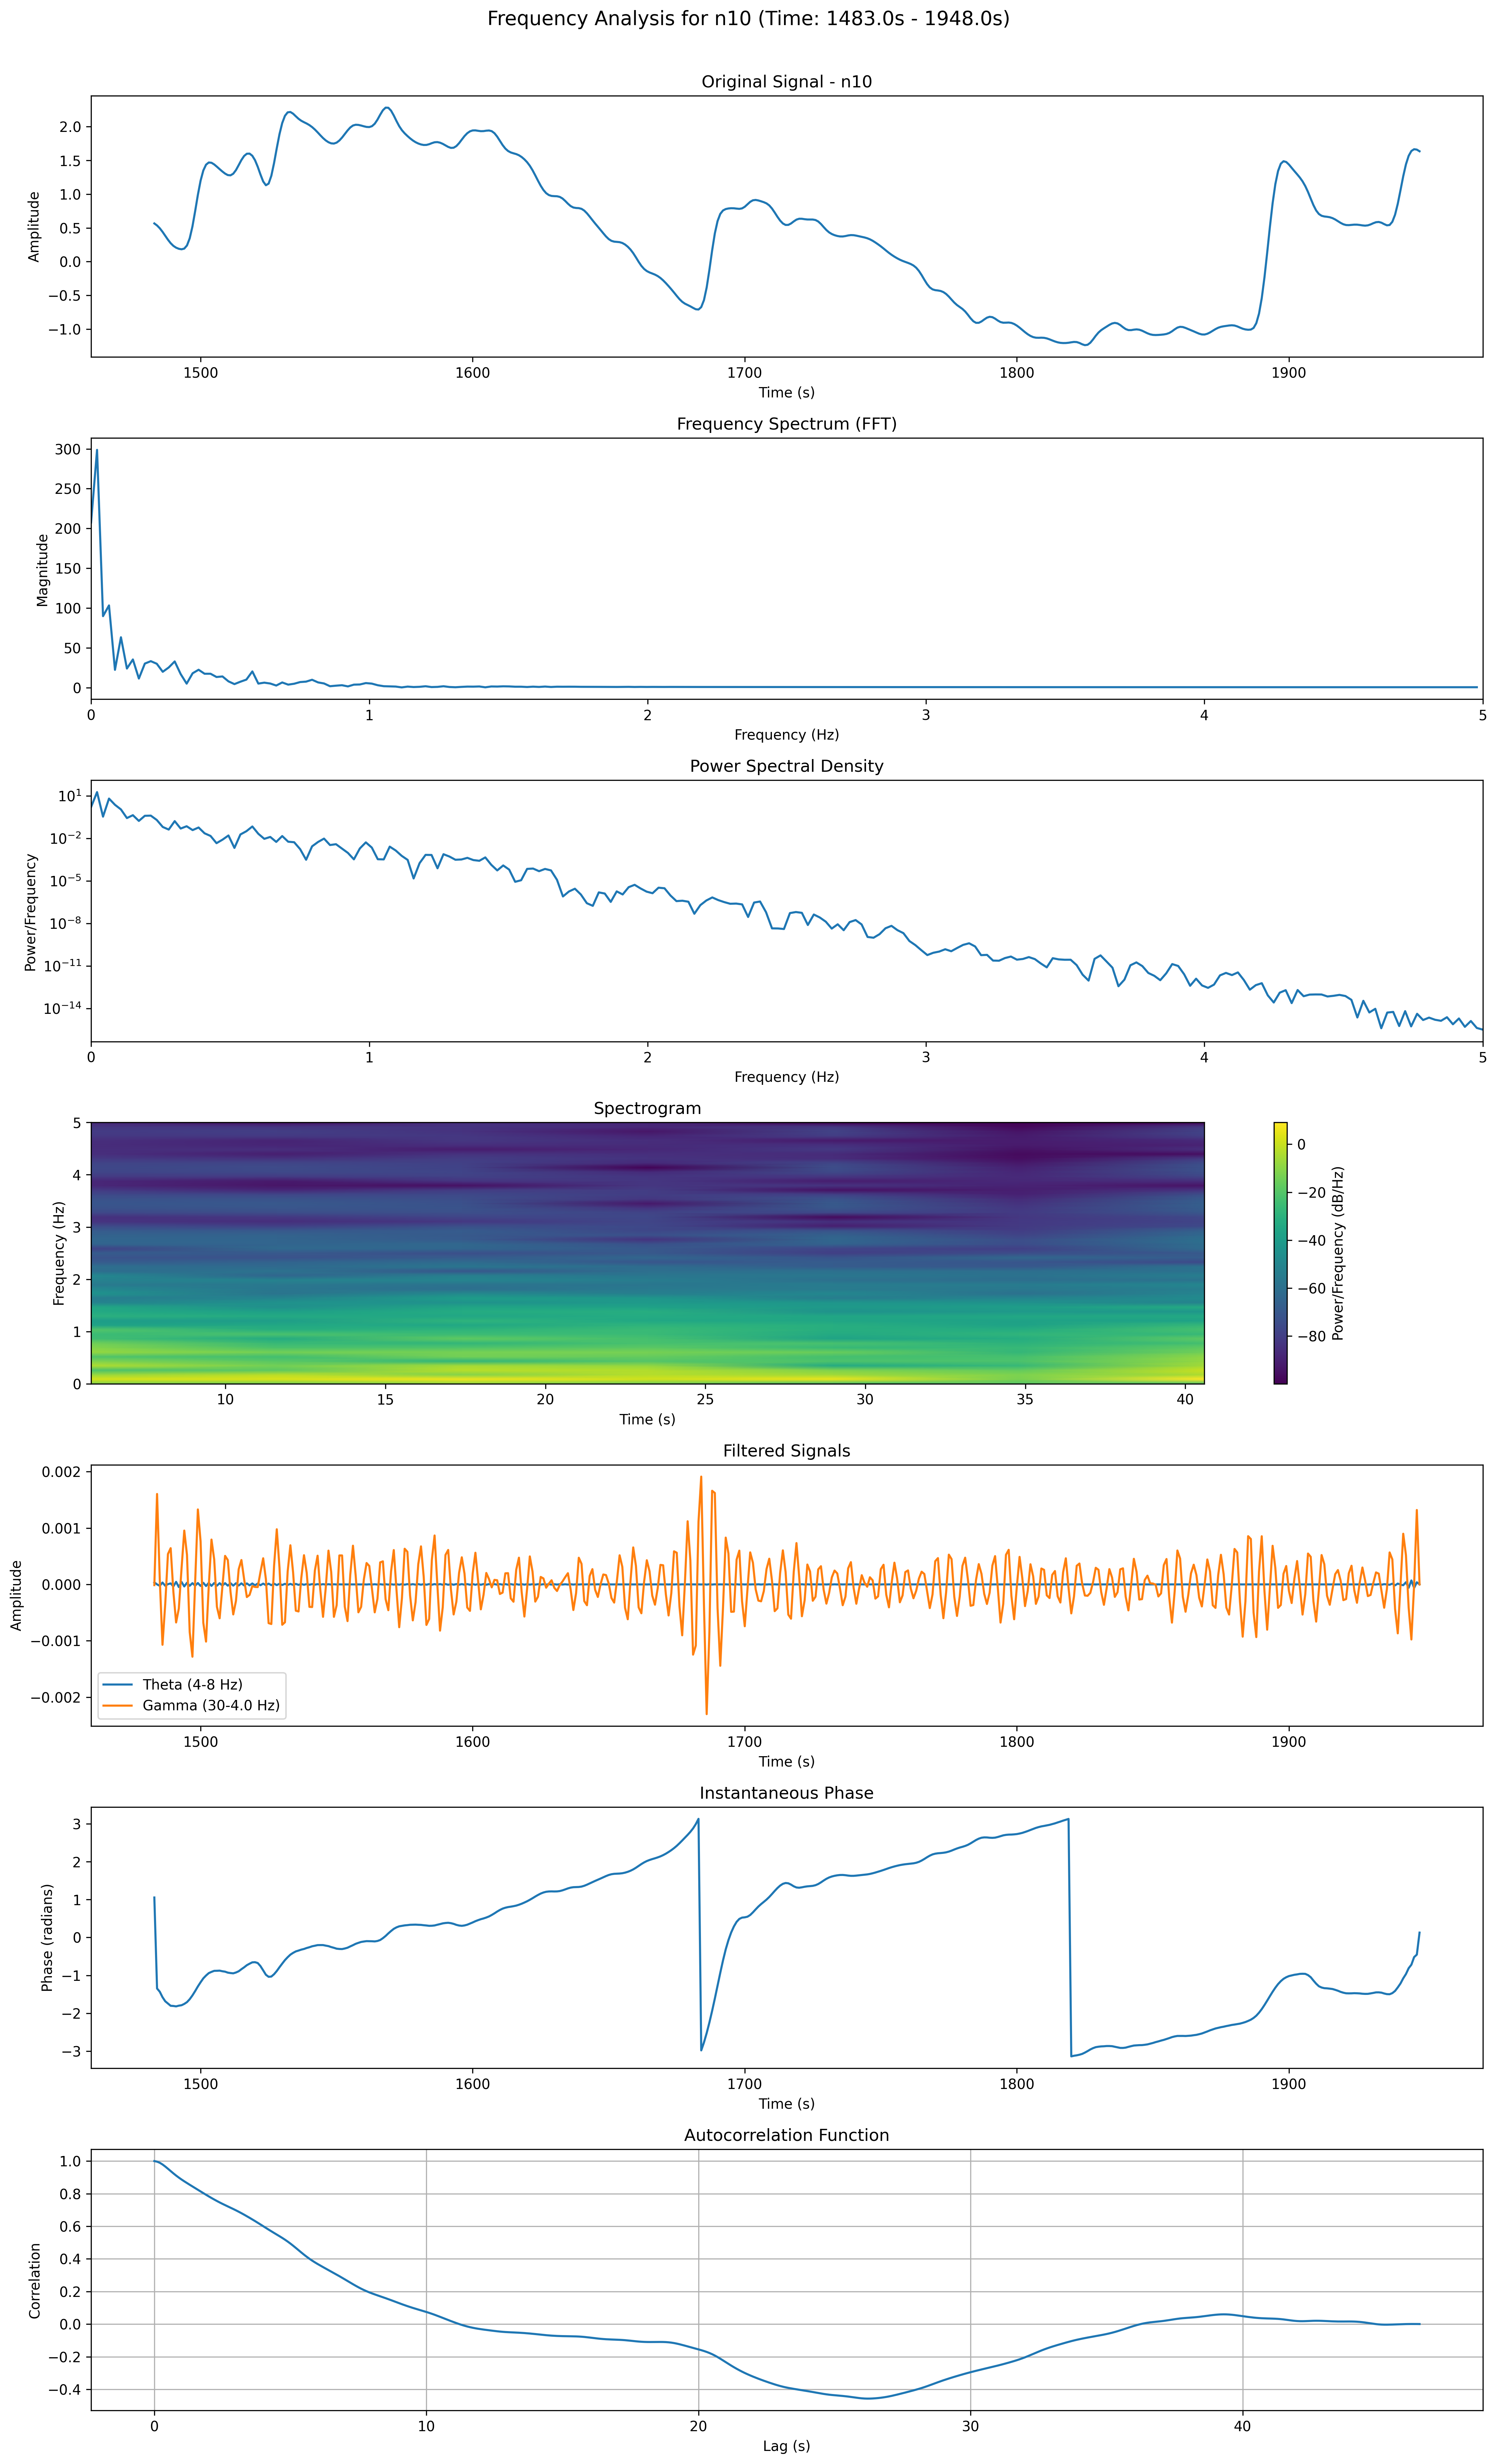 Frequency Analysis for n10 (Time: 1483.0s - 1948.0s)
Original Signal - n10
2.0
1.5
1.0
0.5
0.0
−0.5
−1.0
Amplitude
1500 1600 1700 1800 1900
Time (s)
Frequency Spectrum (FFT)
300
250
200
150
100
50
0
Magnitude
0 1 2 3 4 5
Frequency (Hz)
Power Spectral Density
10¹
10⁻²
10⁻⁵
10⁻⁸
10⁻¹¹
10⁻¹⁴
Power/Frequency
0 1 2 3 4 5
Frequency (Hz)
Spectrogram
5
4
3
2
1
0
Frequency (Hz)
10 15 20 25 30 35 40
Time (s)
0
−20
−40
−60
−80
Power/Frequency (dB/Hz)
Filtered Signals
0.002
0.001
0.000
−0.001
−0.002
Amplitude
Theta (4-8 Hz)
Gamma (30-4.0 Hz)
1500 1600 1700 1800 1900
Time (s)
Instantaneous Phase
3
2
1
0
−1
−2
−3
Phase (radians)
1500 1600 1700 1800 1900
Time (s)
Autocorrelation Function
1.0
0.8
0.6
0.4
0.2
0.0
−0.2
−0.4
Correlation
0 10 20 30 40
Lag (s)